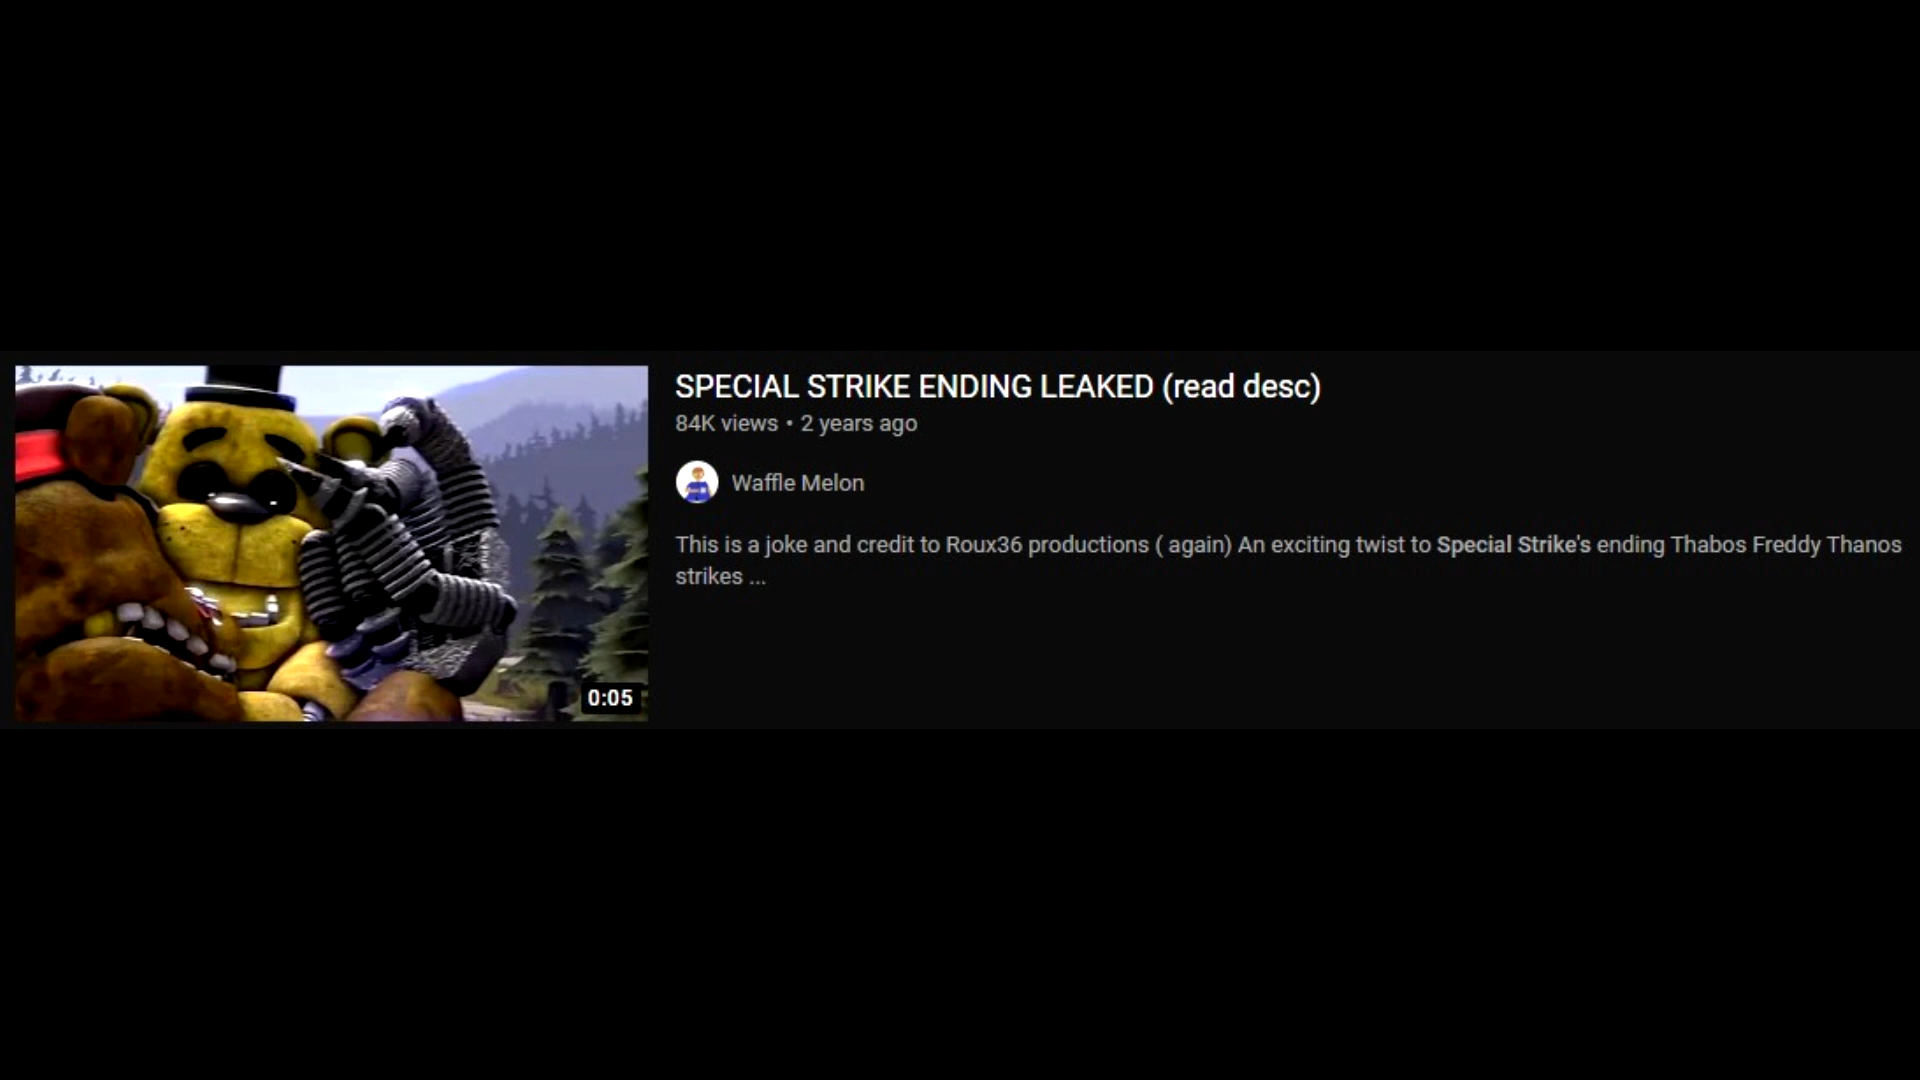 SPECIAL STRIKE ENDING LEAKED (read desc)
84K views • 2 years ago
Waffle Melon
This is a joke and credit to Roux36 productions ( again) An exciting twist to Special Strike's ending Thabos Freddy Thanos
strikes ...
0:05